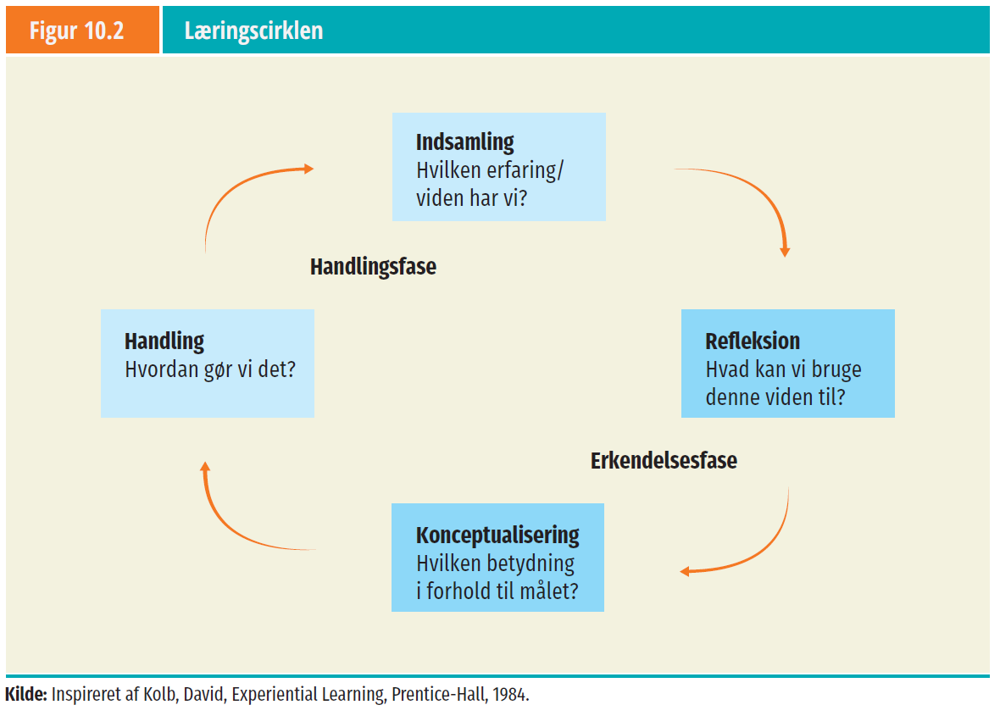 Figur 10.2
Læringscirklen
Indsamling
Hvilken erfaring/
viden har vi?
Handlingsfase
Handling
Hvordan gør vi det?
Refleksion
Hvad kan vi bruge
denne viden til?
Erkendelsesfase
Konceptualisering
Hvilken betydning
i forhold til målet?
Kilde: Inspireret af Kolb, David, Experiential Learning, Prentice-Hall, 1984.